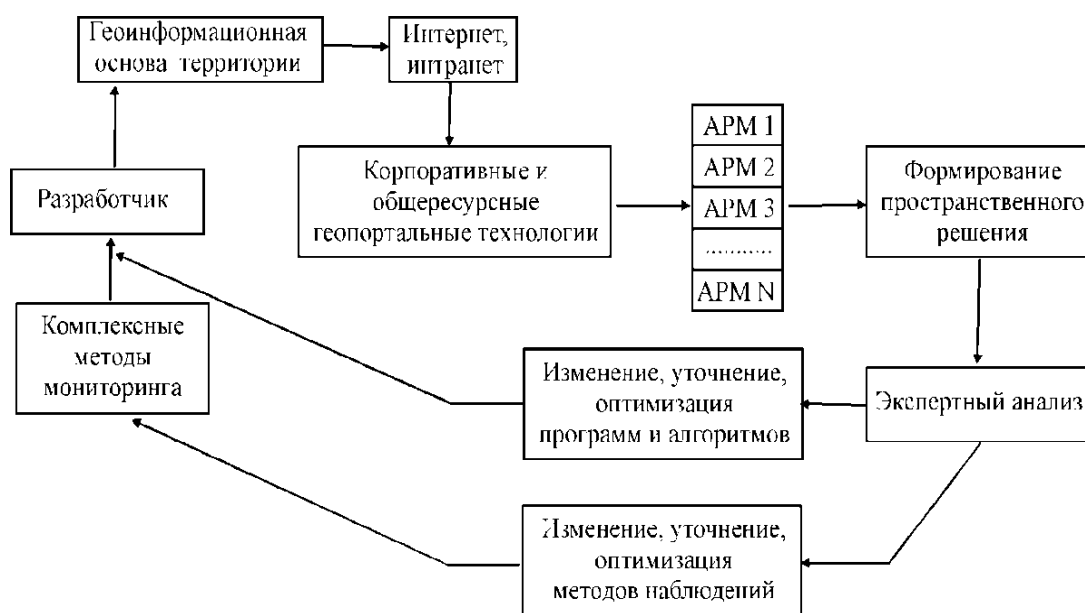 Геоинформационная
основа территории
Интернет,
интранет
Корпоративные и
общересурсные
геопортальные технологии
АРМ 1
АРМ 2
АРМ 3
...........
АРМ N
Формирование
пространственного
решения
Разработчик
Комплексные
методы
мониторинга
Изменение, уточнение,
оптимизация
программ и алгоритмов
Экспертный анализ
Изменение, уточнение,
оптимизация
методов наблюдений